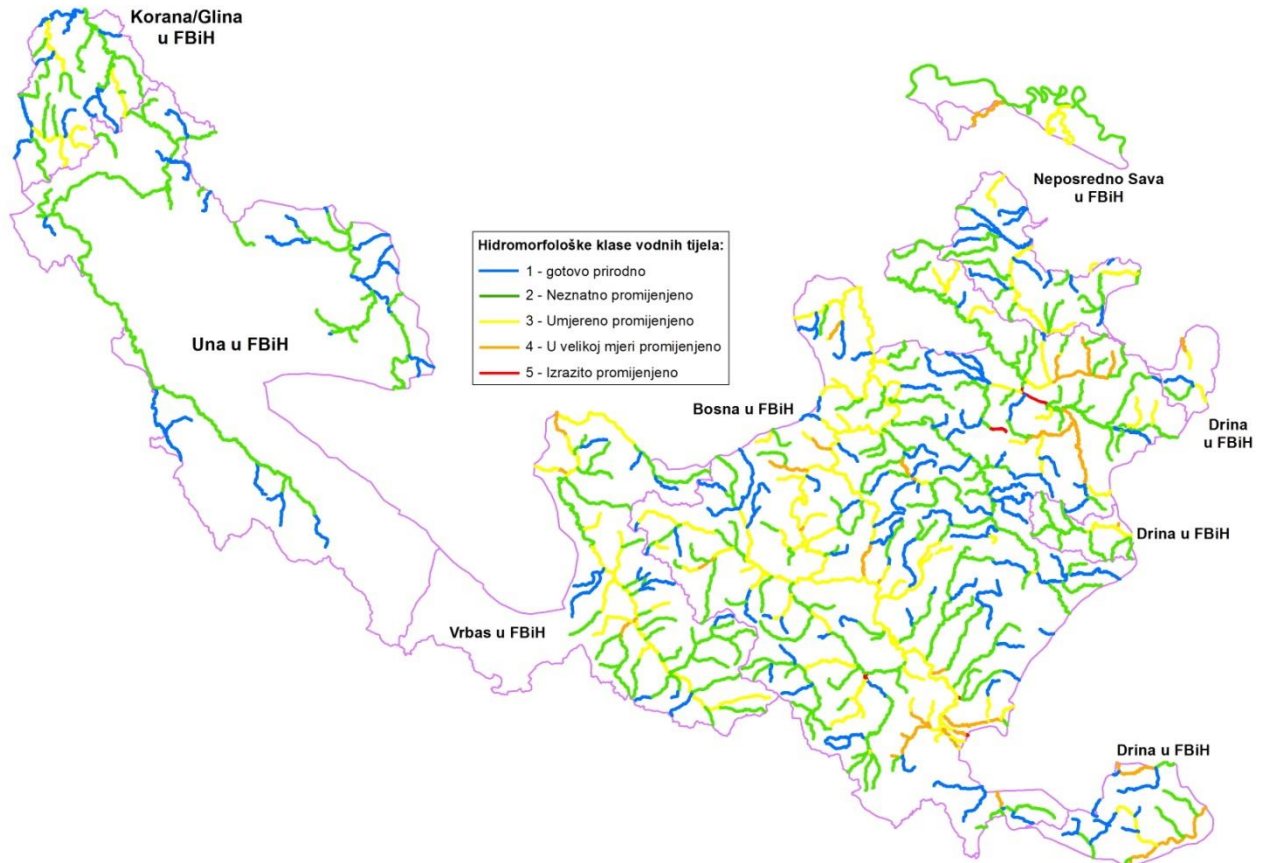 Korana/Glina
u FBiH
Neposredno Sava
u FBiH
Hidromorfološke klase vodnih tijela:
1 - gotovo prirodno
2 - Neznatno promijenjeno
3 - Umjereno promijenjeno
4 - U velikoj mjeri promijenjeno
5 - Izrazito promijenjeno
Una u FBiH
Bosna u FBiH
Drina
u FBiH
Drina u FBiH
Vrbas u FBiH
Drina u FBiH